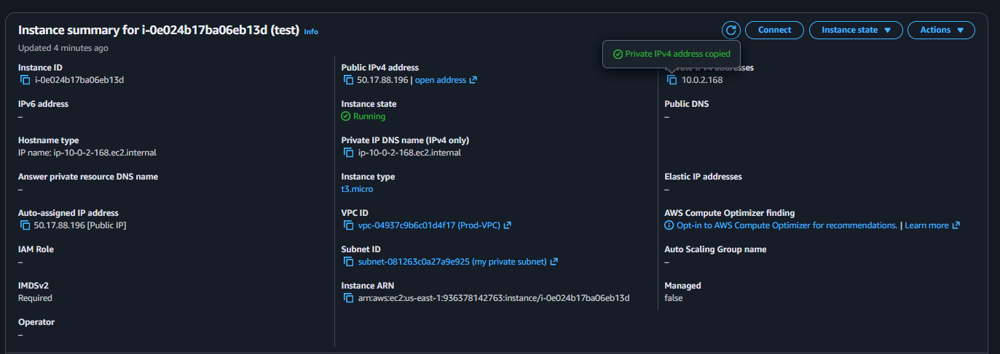 Instance summary for i-0e024b17ba06eb13d (test) Info
Connect
Instance state
Actions
Updated 4 minutes ago
Private IPv4 address copied
Instance ID
i-0e024b17ba06eb13d
Public IPv4 address
50.17.88.196 | open address
addresses
10.0.2.168
IPv6 address
–
Instance state
Running
Public DNS
–
Hostname type
IP name: ip-10-0-2-168.ec2.internal
Private IP DNS name (IPv4 only)
ip-10-0-2-168.ec2.internal
Answer private resource DNS name
–
Instance type
t3.micro
Elastic IP addresses
–
Auto-assigned IP address
50.17.88.196 [Public IP]
VPC ID
vpc-04937c9b6c01d4f17 (Prod-VPC)
AWS Compute Optimizer finding
Opt-in to AWS Compute Optimizer for recommendations. | Learn more
IAM Role
–
Subnet ID
subnet-081263c0a27a9e925 (my private subnet)
Auto Scaling Group name
–
IMDSv2
Required
Instance ARN
arn:aws:ec2:us-east-1:936378142763:instance/i-0e024b17ba06eb13d
Managed
false
Operator
–